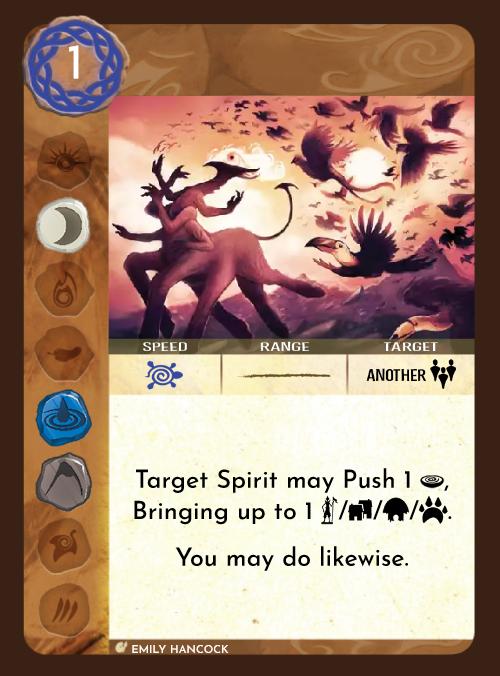 1
SPEED RANGE TARGET
ANOTHER
Target Spirit may Push 1 ,
Bringing up to 1 / / / .
You may do likewise.
EMILY HANCOCK